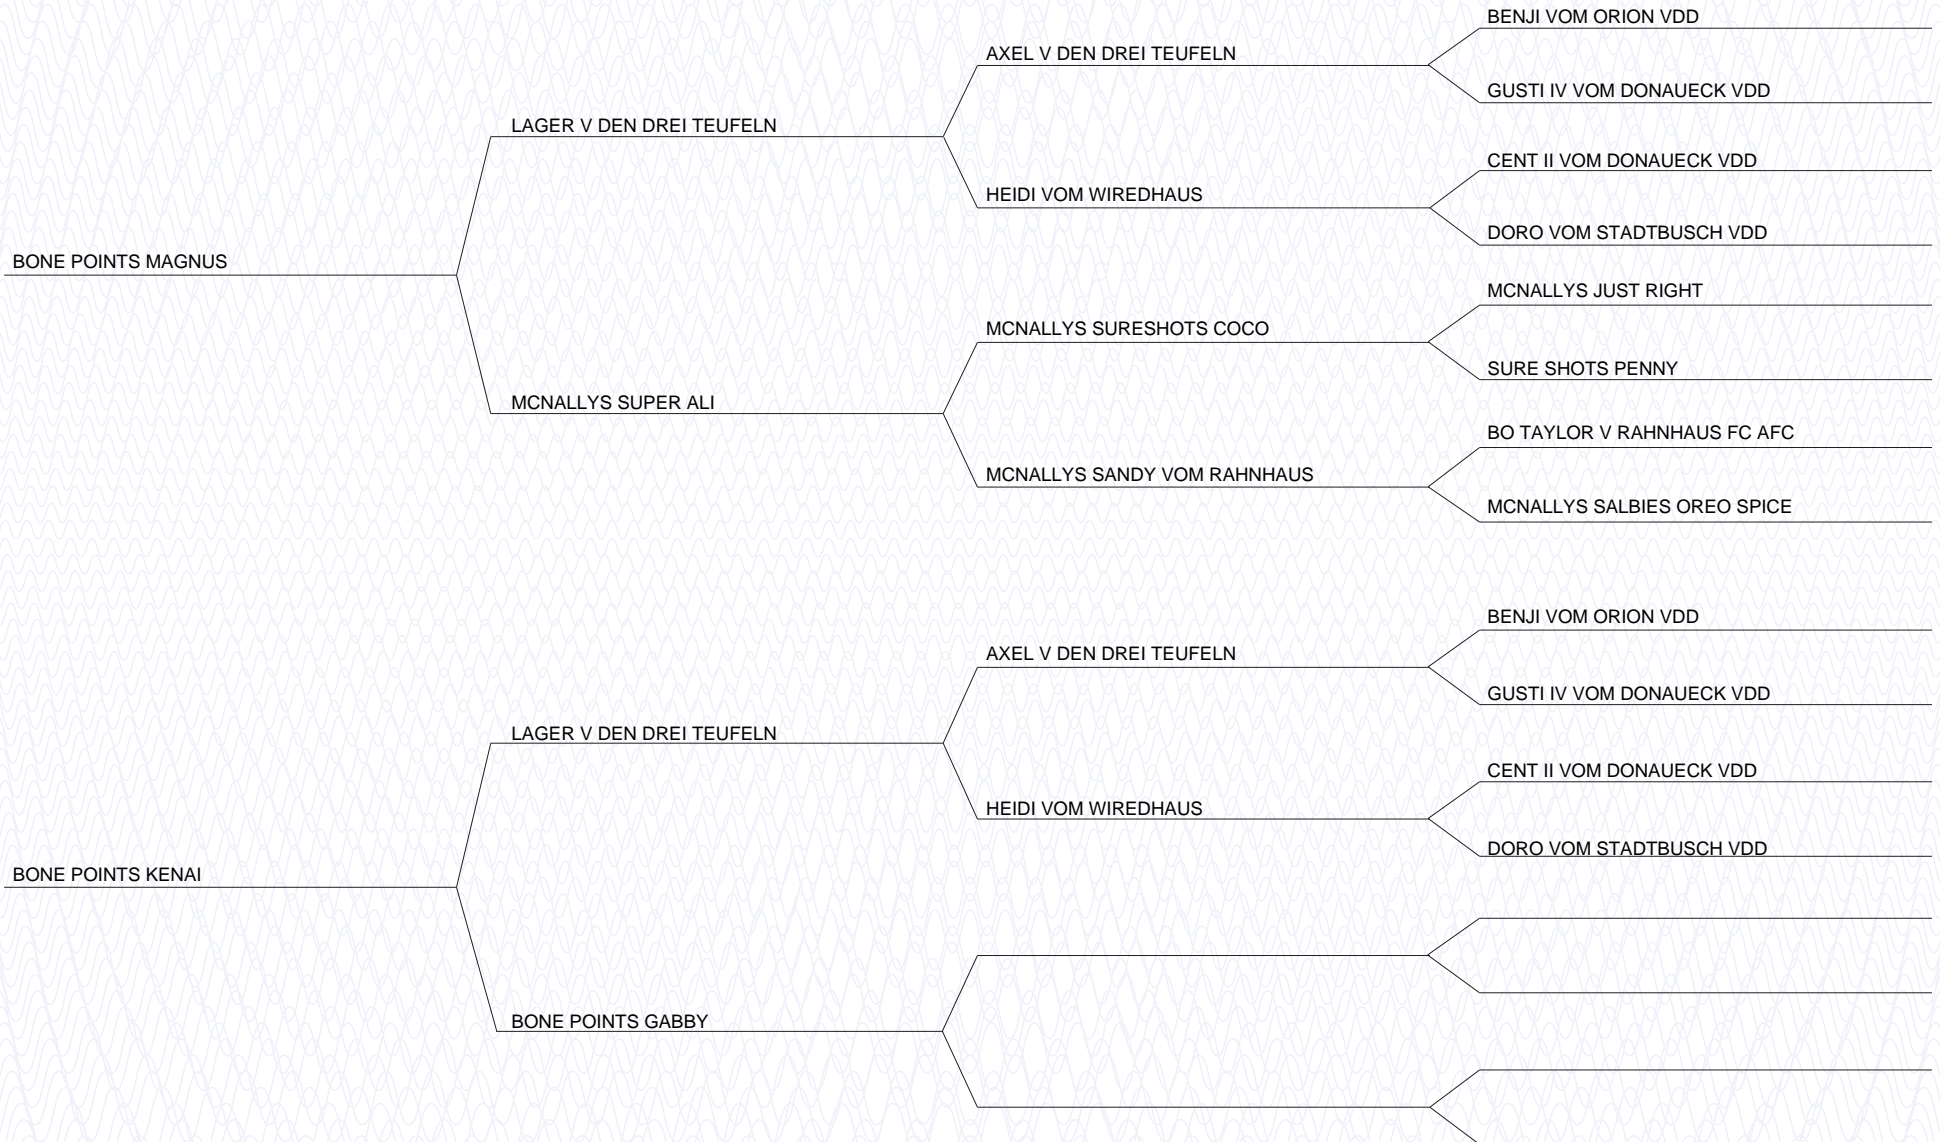 BENJI VOM ORION VDD
AXEL V DEN DREI TEUFELN
GUSTI IV VOM DONAUECK VDD
LAGER V DEN DREI TEUFELN
CENT II VOM DONAUECK VDD
HEIDI VOM WIREDHAUS
DORO VOM STADTBUSCH VDD
BONE POINTS MAGNUS
MCNALLYS JUST RIGHT
MCNALLYS SURESHOTS COCO
SURE SHOTS PENNY
MCNALLYS SUPER ALI
BO TAYLOR V RAHNHAUS FC AFC
MCNALLYS SANDY VOM RAHNHAUS
MCNALLYS SALBIES OREO SPICE
BENJI VOM ORION VDD
AXEL V DEN DREI TEUFELN
GUSTI IV VOM DONAUECK VDD
LAGER V DEN DREI TEUFELN
CENT II VOM DONAUECK VDD
HEIDI VOM WIREDHAUS
DORO VOM STADTBUSCH VDD
BONE POINTS KENAI
BONE POINTS GABBY